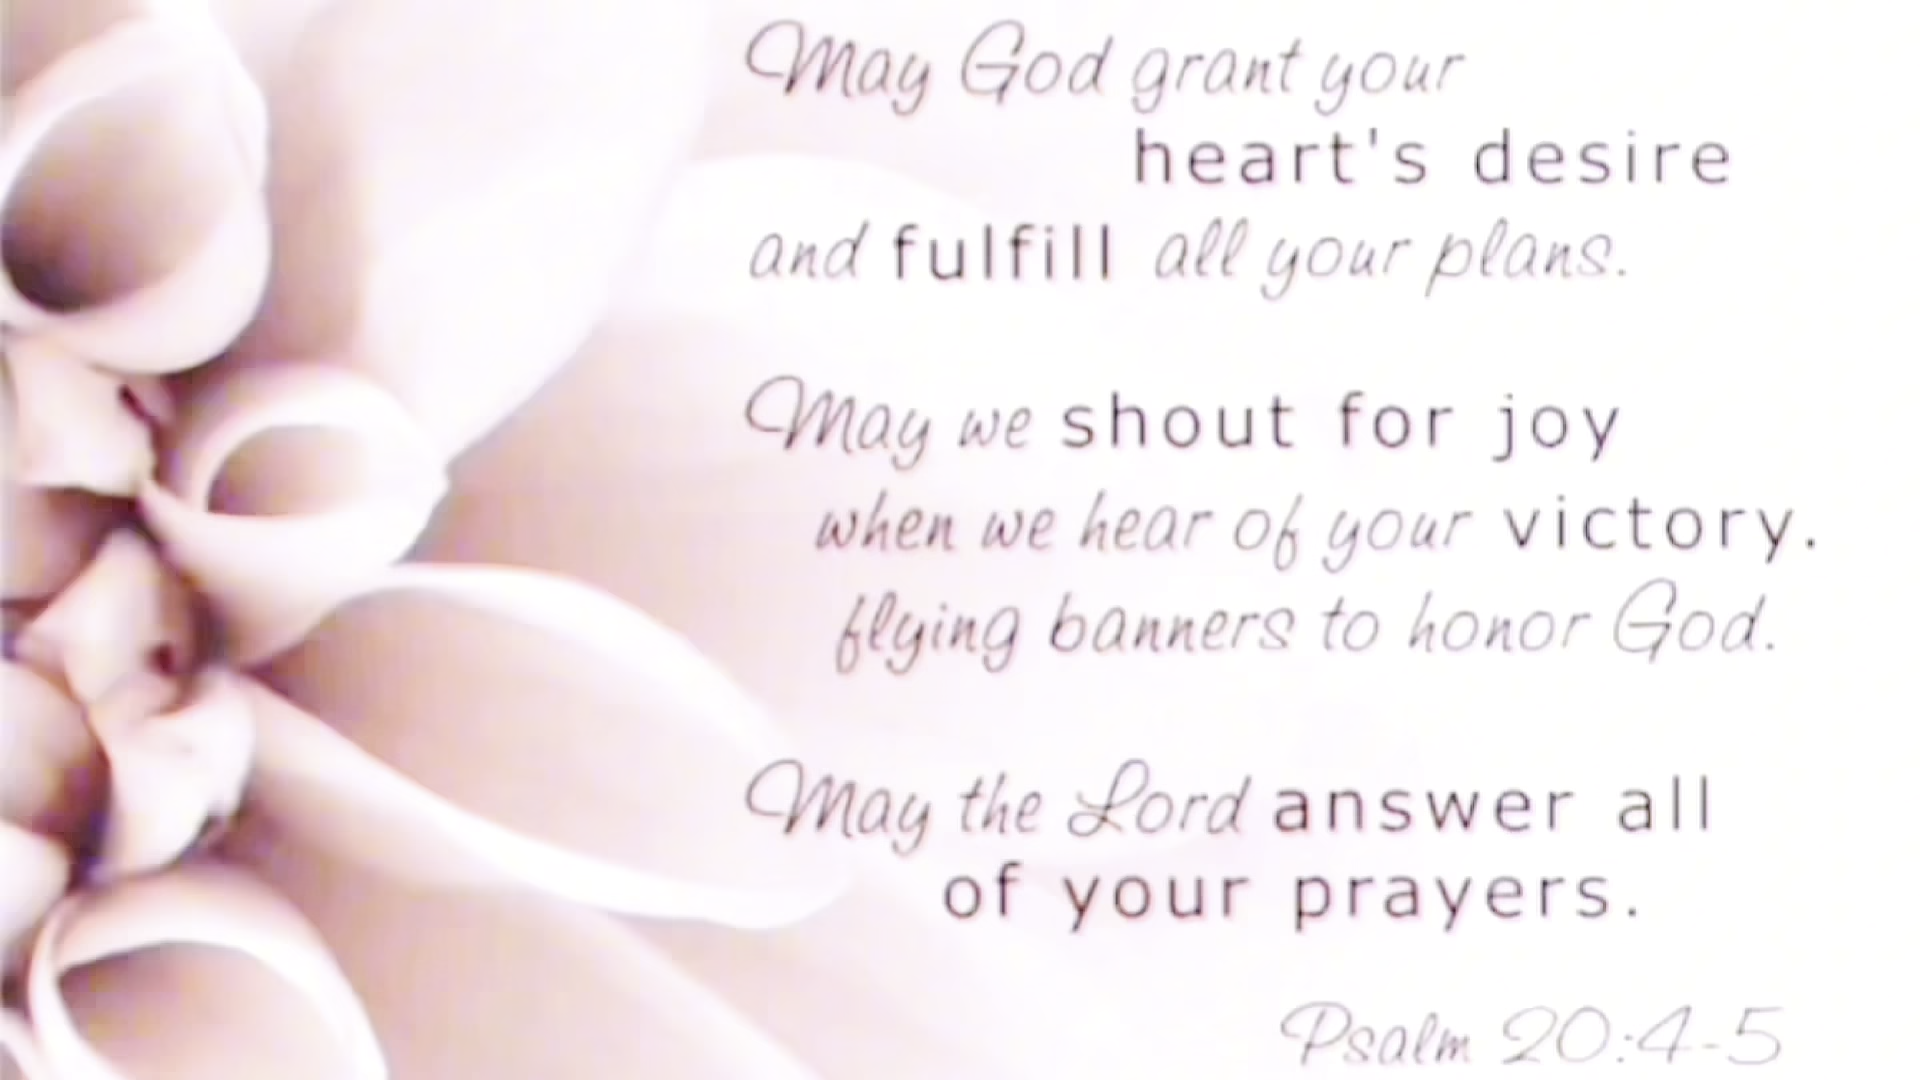 May God grant your
heart's desire
and fulfill all your plans.
May we shout for joy
when we hear of your victory.
flying banners to honor God.
May the Lord answer all
of your prayers.
Psalm 20:4-5